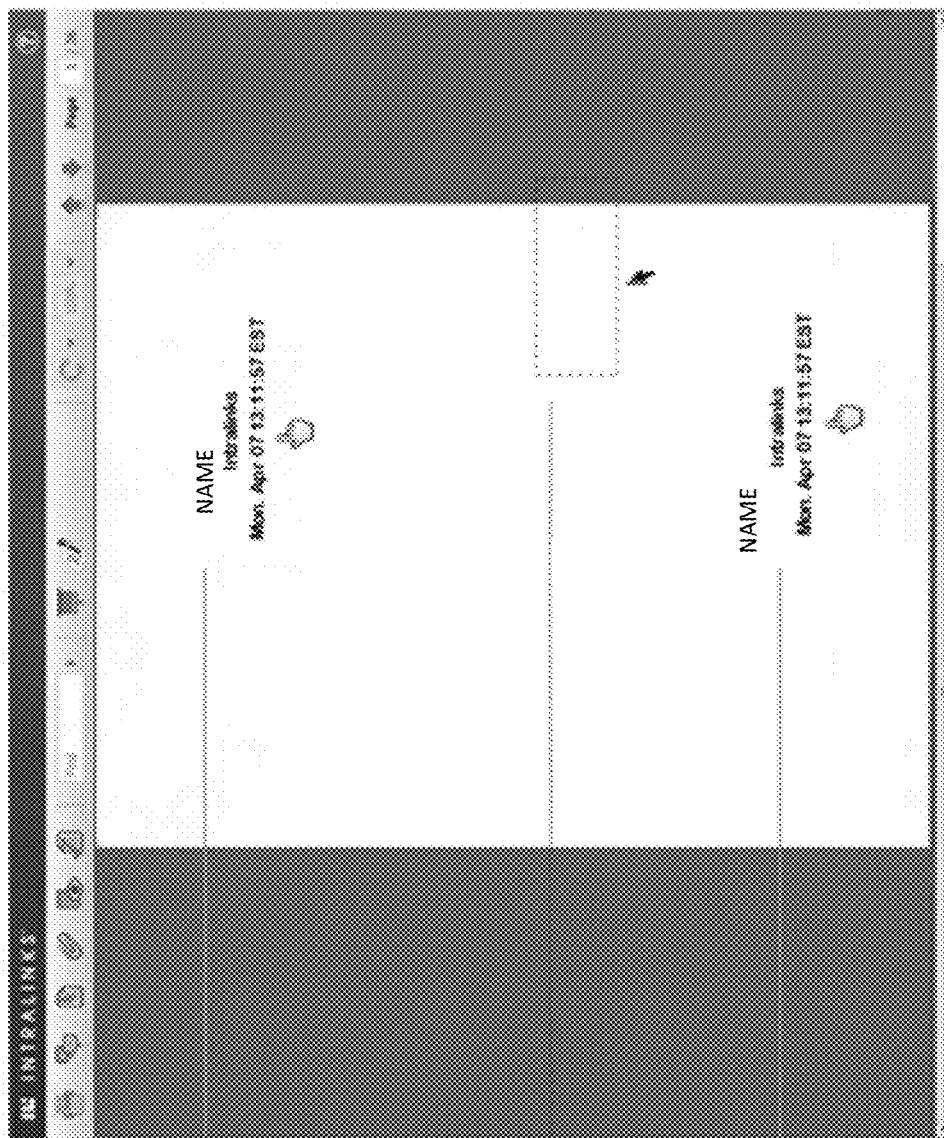 INTRALINKS
Page
NAME
Intralinks
Mon. Apr 07 13:11:57 EST
NAME
Intralinks
Mon. Apr 07 13:11:57 EST